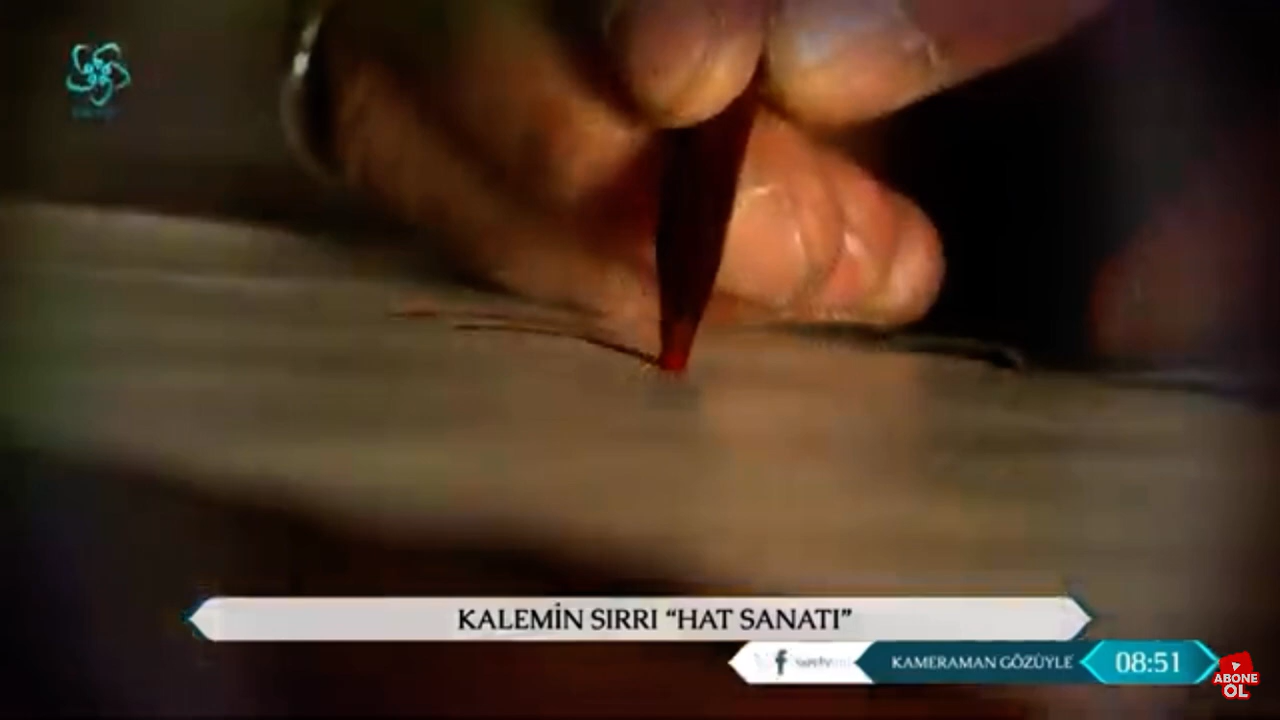 KALEMİN SIRRI “HAT SANATI”
KAMERAMAN GÖZÜYLE
08:51
ABONE
OL